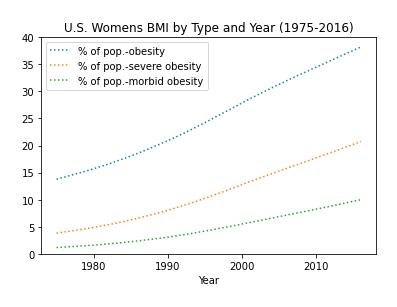 U.S. Womens BMI by Type and Year (1975-2016)
40
35
30
25
20
15
10
5
0
% of pop.-obesity
% of pop.-severe obesity
% of pop.-morbid obesity
1980 1990 2000 2010
Year